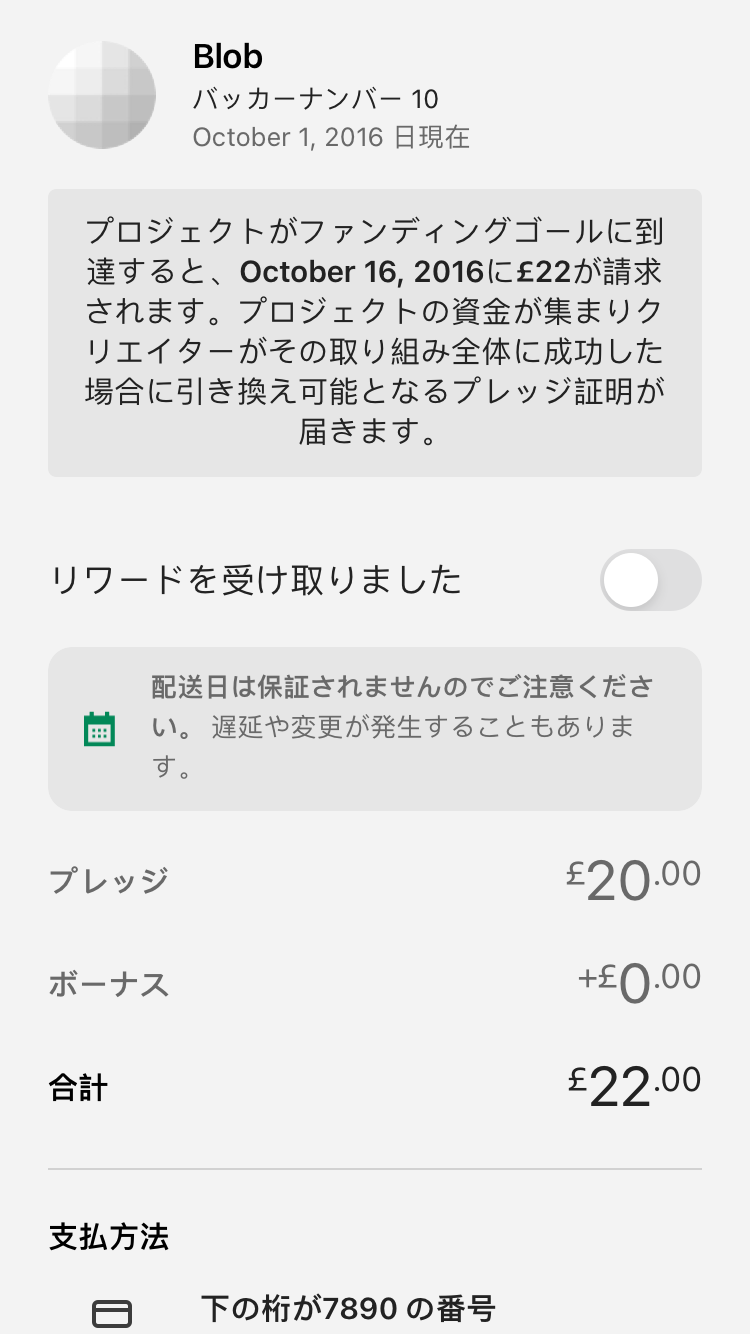 Blob
バッカーナンバー 10
October 1, 2016 日現在
プロジェクトがファンディングゴールに到
達すると、October 16, 2016に£22が請求
されます。プロジェクトの資金が集まりク
リエイターがその取り組み全体に成功した
場合に引き換え可能となるプレッジ証明が
届きます。
リワードを受け取りました
配送日は保証されませんのでご注意くださ
い。 遅延や変更が発生することもありま
す。
プレッジ £20.00
ボーナス +£0.00
合計 £22.00
支払方法
下の桁が7890 の番号